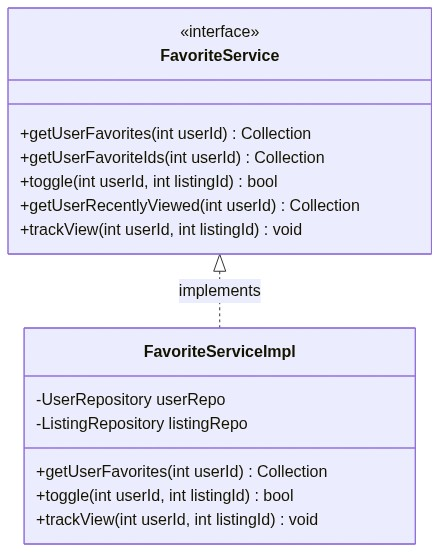 «interface»
FavoriteService
+getUserFavorites(int userId) : Collection
+getUserFavoriteIds(int userId) : Collection
+toggle(int userId, int listingId) : bool
+getUserRecentlyViewed(int userId) : Collection
+trackView(int userId, int listingId) : void
implements
FavoriteServiceImpl
-UserRepository userRepo
-ListingRepository listingRepo
+getUserFavorites(int userId) : Collection
+toggle(int userId, int listingId) : bool
+trackView(int userId, int listingId) : void